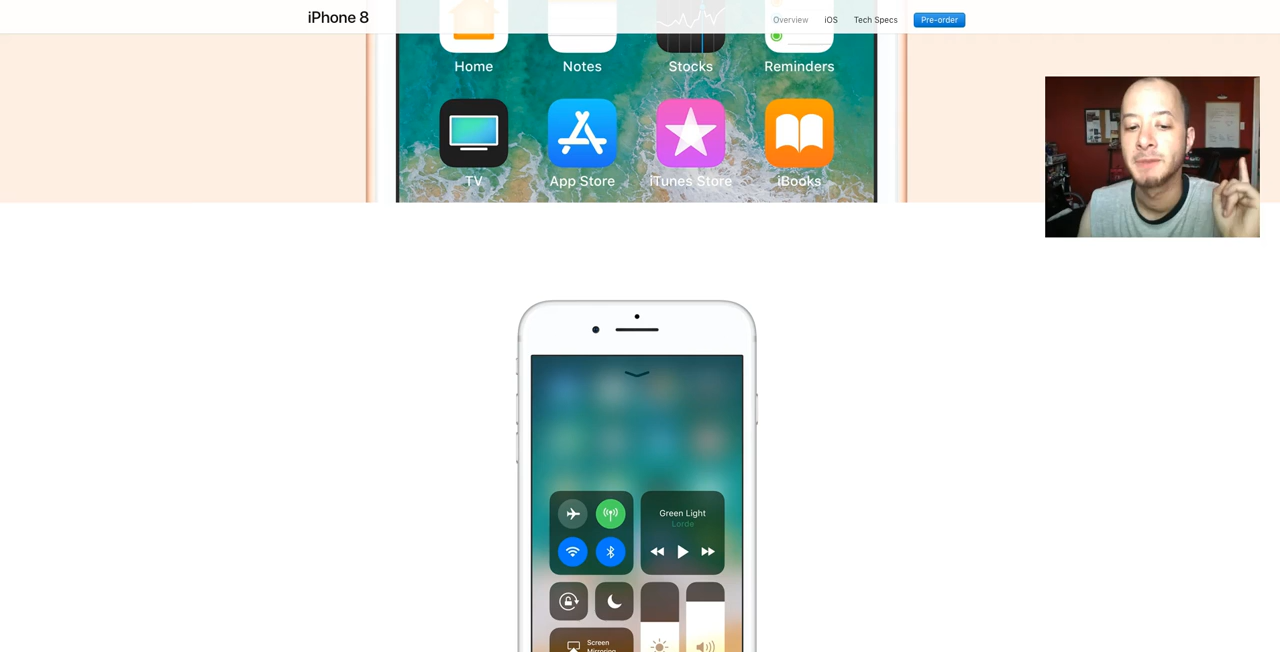 iPhone 8
Overview iOS Tech Specs Pre-order
Home Notes Stocks Reminders
TV App Store iTunes Store iBooks
Green Light
Lorde
Screen
Mirroring